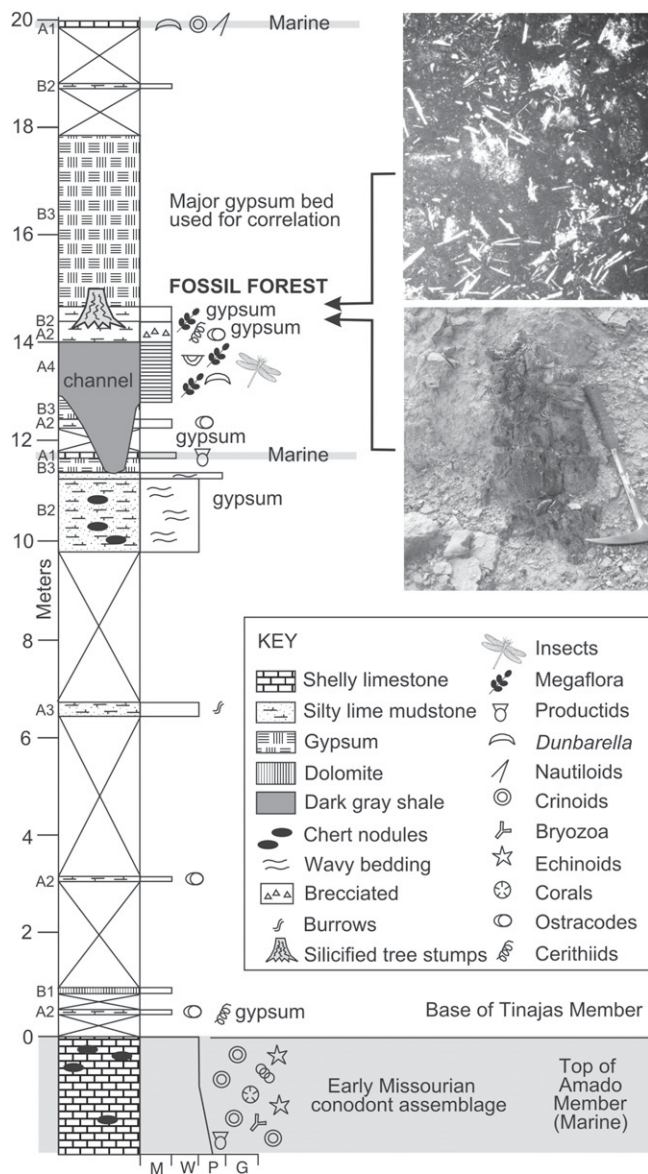 20
A1
Marine
B2
18
Major gypsum bed
used for correlation
B3
16
FOSSIL FOREST
gypsum
B2
gypsum
A2
14
A4
channel
B3
A2
12
gypsum
A1
Marine
B3
gypsum
B2
10
Meters
8
A3
6
4
A2
2
B1
A2
gypsum
Base of Tinajas Member
0
Early Missourian
conodont assemblage
Top of
Amado
Member
(Marine)
M W P G
KEY
Shelly limestone
Silty lime mudstone
Gypsum
Dolomite
Dark gray shale
Chert nodules
Wavy bedding
Brecciated
Burrows
Silicified tree stumps
Insects
Megaflora
Productids
Dunbarella
Nautiloids
Crinoids
Bryozoa
Echinoids
Corals
Ostracodes
Cerithiids